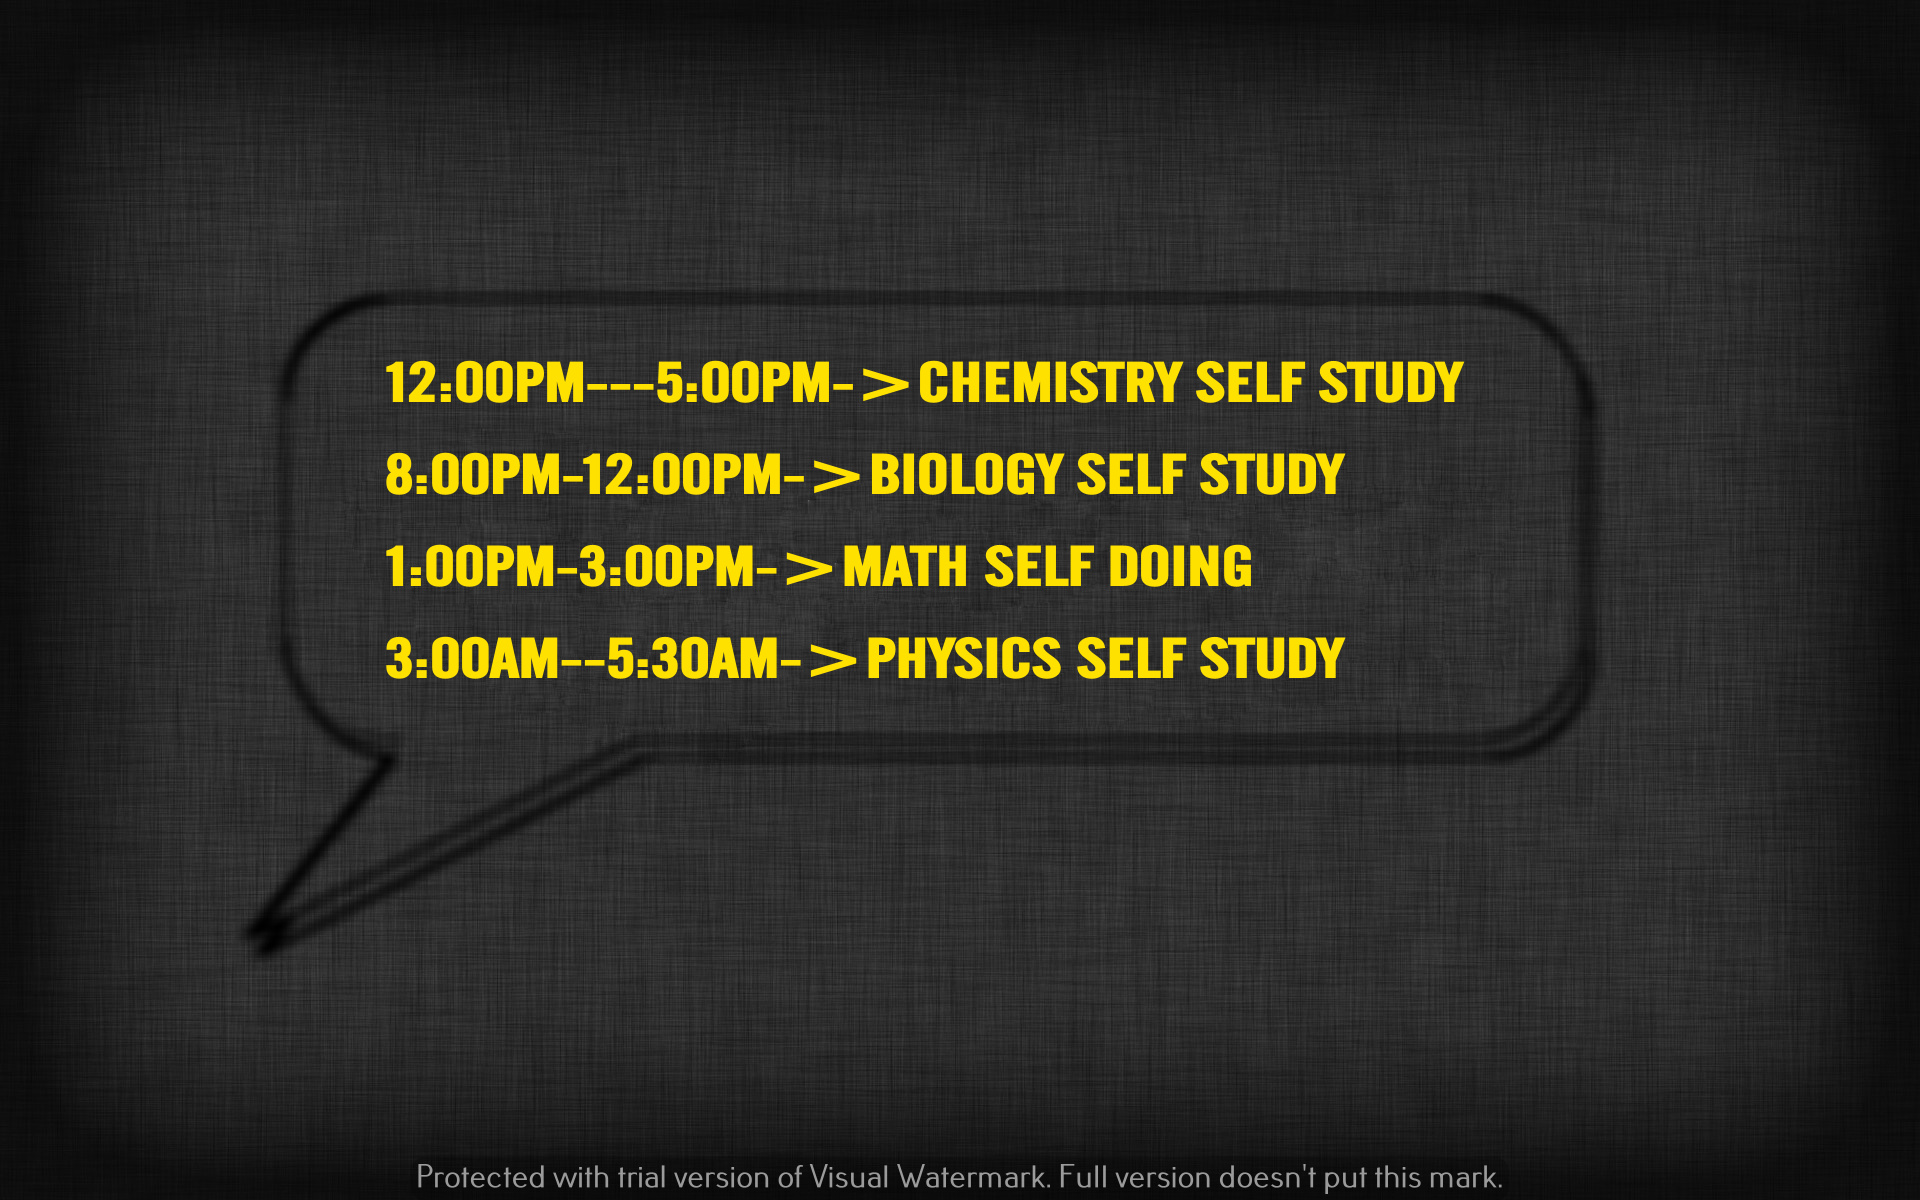 12:00PM---5:00PM->CHEMISTRY SELF STUDY
8:00PM-12:00PM->BIOLOGY SELF STUDY
1:00PM-3:00PM->MATH SELF DOING
3:00AM--5:30AM->PHYSICS SELF STUDY
Protected with trial version of Visual Watermark. Full version doesn't put this mark.